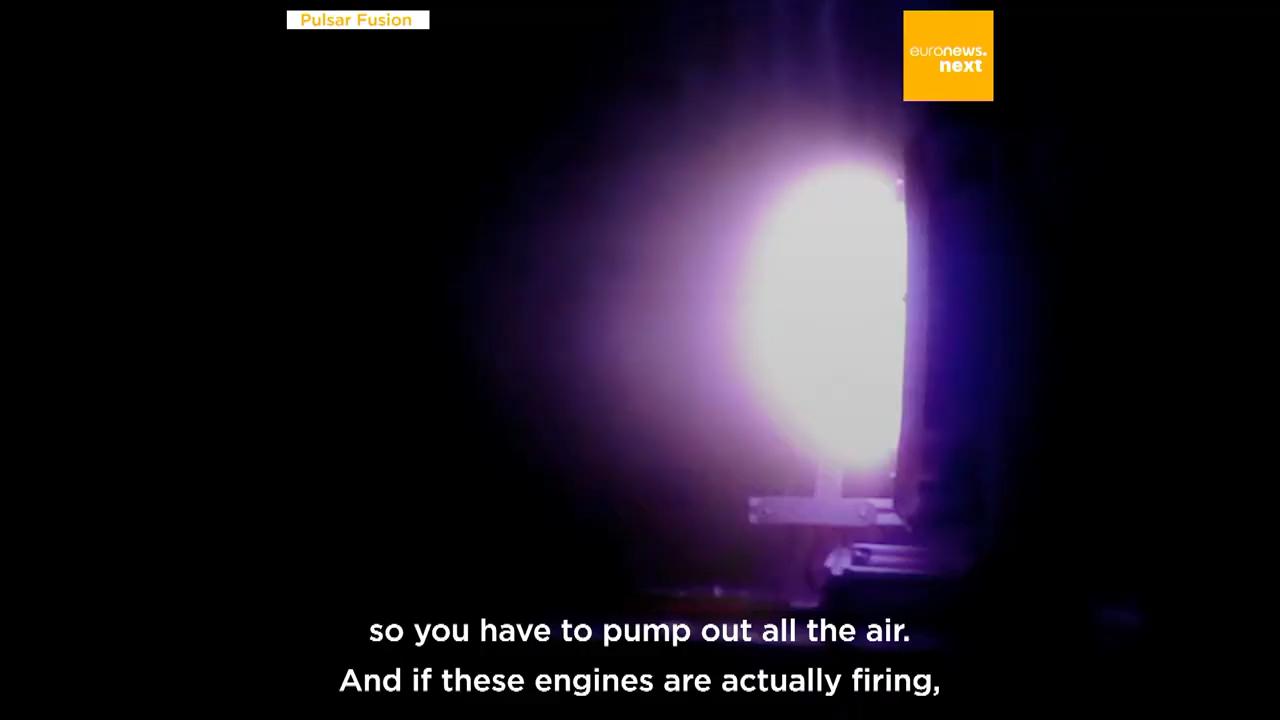 Pulsar Fusion
euronews.
next
so you have to pump out all the air.
And if these engines are actually firing,